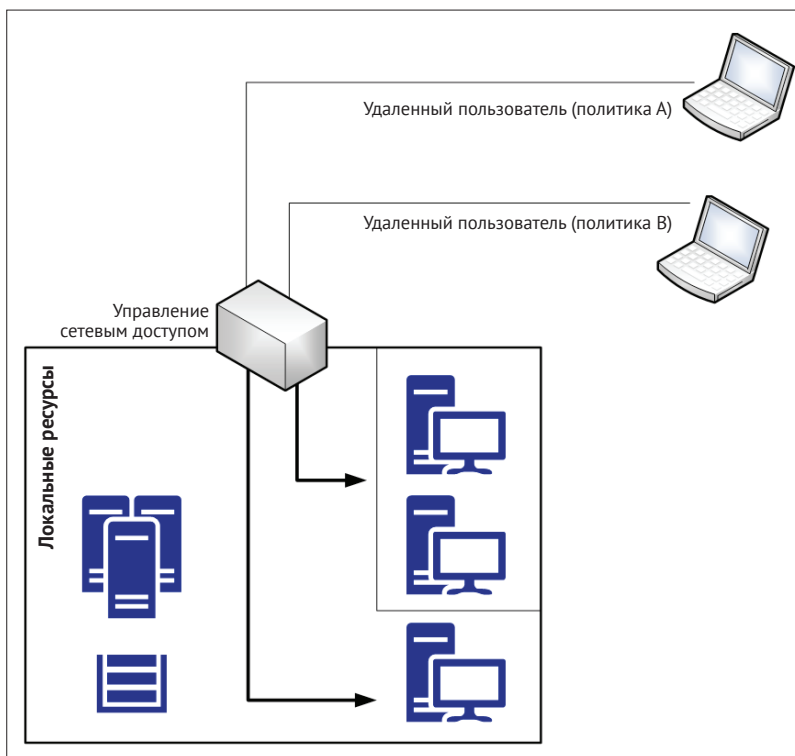 Удаленный пользователь (политика A)
Удаленный пользователь (политика B)
Управление
сетевым доступом
Локальные ресурсы